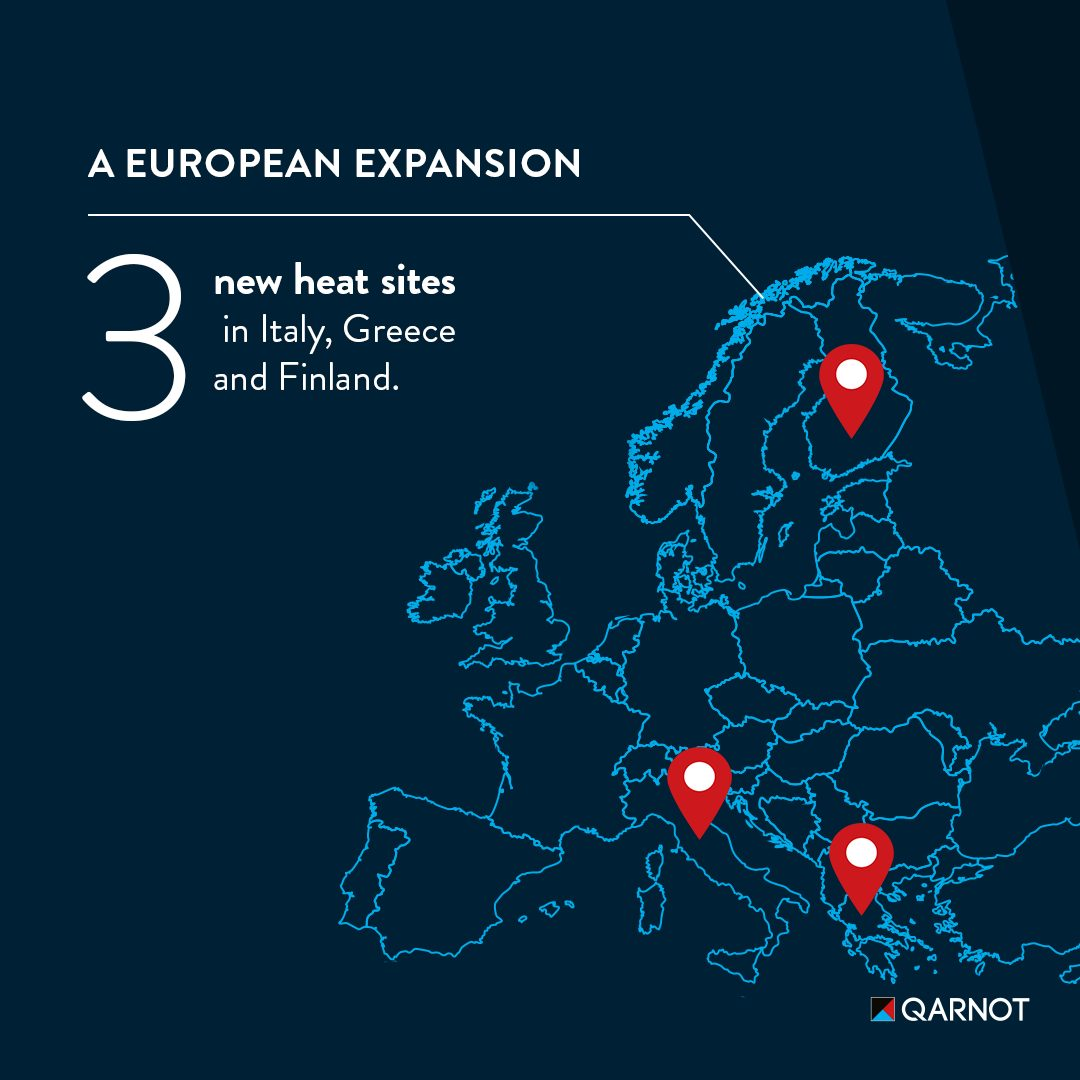 A EUROPEAN EXPANSION
3
new heat sites
in Italy, Greece
and Finland.
QARNOT